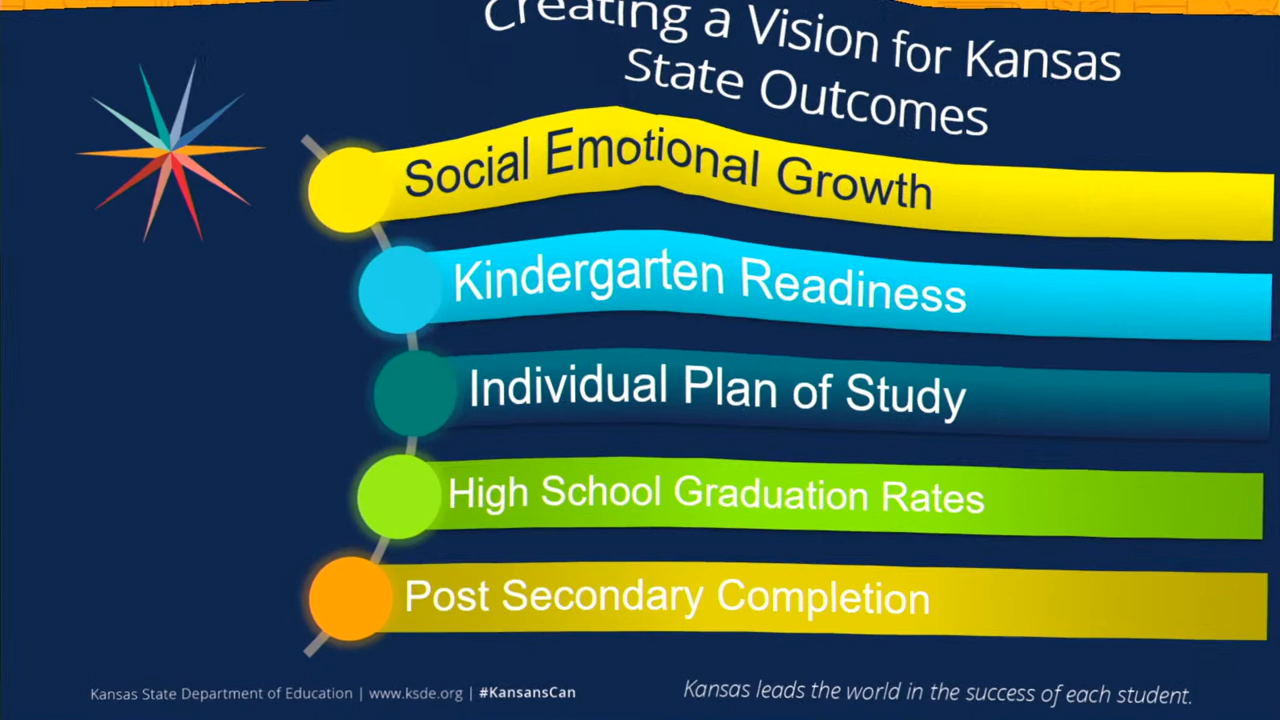 Creating a Vision for Kansas
State Outcomes
Social Emotional Growth
Kindergarten Readiness
Individual Plan of Study
High School Graduation Rates
Post Secondary Completion
Kansas State Department of Education | www.ksde.org | #KansansCan
Kansas leads the world in the success of each student.